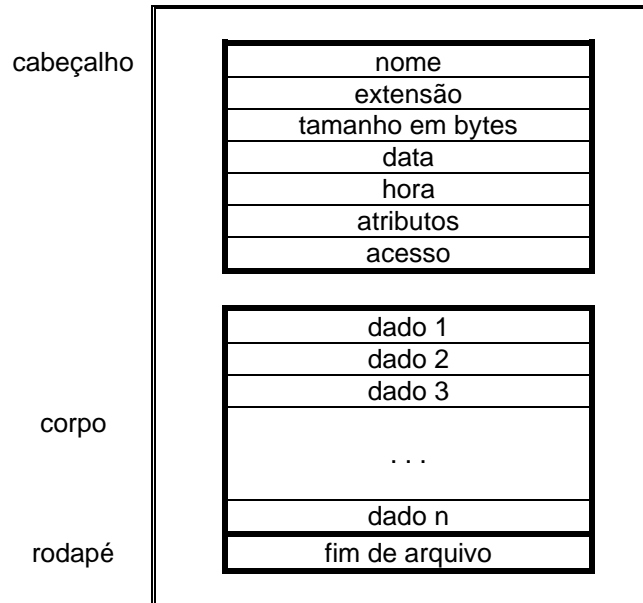 cabeçalho
nome
extensão
tamanho em bytes
data
hora
atributos
acesso
dado 1
dado 2
dado 3
corpo
. . .
dado n
rodapé
fim de arquivo